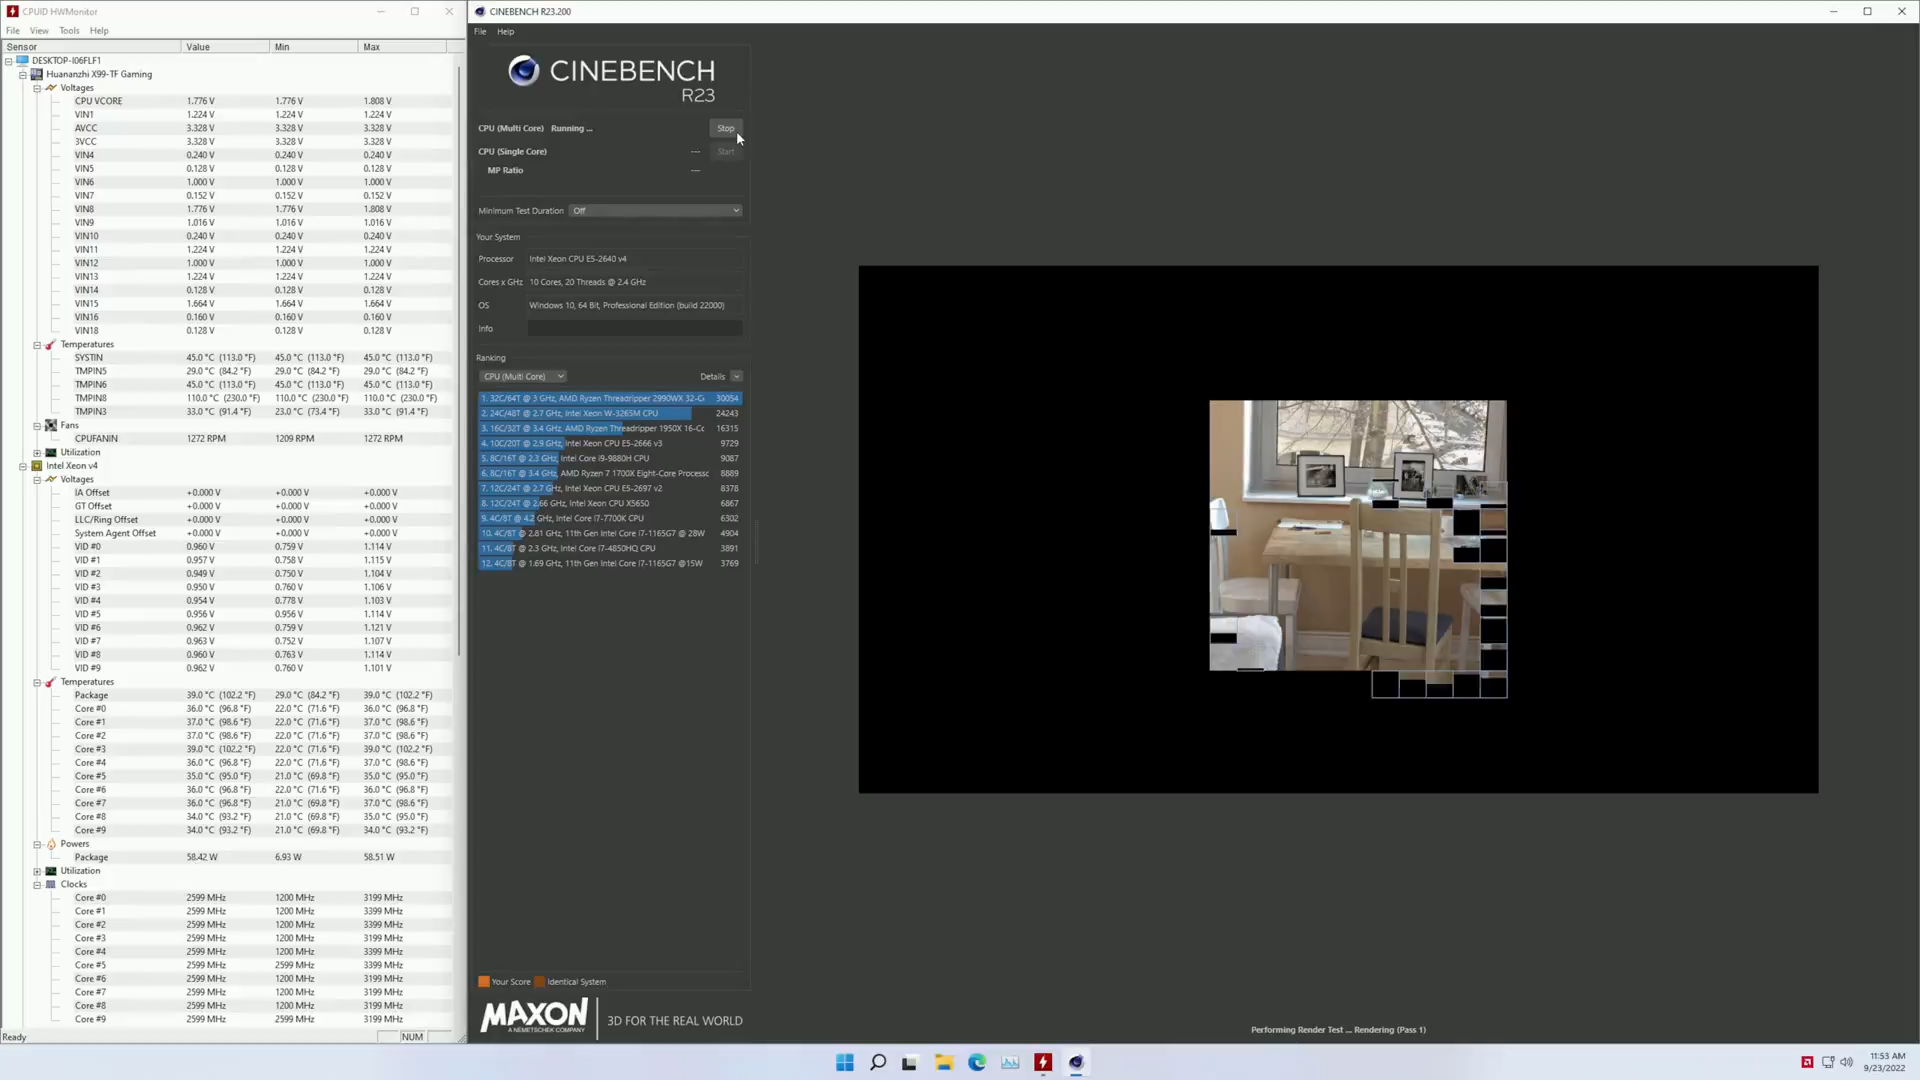 CPUID HWMonitor
File View Tools Help
Sensor Value Min Max
DESKTOP-I06FLF1
Huananzhi X99-TF Gaming
Voltages
CPU VCORE 1.776 V 1.776 V 1.808 V
VIN1 1.224 V 1.224 V 1.224 V
AVCC 3.328 V 3.328 V 3.328 V
3VCC 3.328 V 3.328 V 3.328 V
VIN4 0.240 V 0.240 V 0.240 V
VIN5 0.128 V 0.128 V 0.128 V
VIN6 1.000 V 1.000 V 1.000 V
VIN7 0.152 V 0.152 V 0.152 V
VIN8 1.776 V 1.776 V 1.808 V
VIN9 1.016 V 1.016 V 1.016 V
VIN10 0.240 V 0.240 V 0.240 V
VIN11 1.224 V 1.224 V 1.224 V
VIN12 1.000 V 1.000 V 1.000 V
VIN13 1.224 V 1.224 V 1.224 V
VIN14 0.128 V 0.128 V 0.128 V
VIN15 1.664 V 1.664 V 1.664 V
VIN16 0.160 V 0.160 V 0.160 V
VIN18 0.128 V 0.128 V 0.128 V
Temperatures
SYSTIN 45.0 °C (113.0 °F) 45.0 °C (113.0 °F) 45.0 °C (113.0 °F)
TMPIN5 29.0 °C (84.2 °F) 29.0 °C (84.2 °F) 29.0 °C (84.2 °F)
TMPIN6 45.0 °C (113.0 °F) 45.0 °C (113.0 °F) 45.0 °C (113.0 °F)
TMPIN8 110.0 °C (230.0 °F) 110.0 °C (230.0 °F) 110.0 °C (230.0 °F)
TMPIN3 33.0 °C (91.4 °F) 23.0 °C (73.4 °F) 33.0 °C (91.4 °F)
Fans
CPUFANIN 1272 RPM 1209 RPM 1272 RPM
Utilization
Intel Xeon v4
Voltages
IA Offset +0.000 V +0.000 V +0.000 V
GT Offset +0.000 V +0.000 V +0.000 V
LLC/Ring Offset +0.000 V +0.000 V +0.000 V
System Agent Offset +0.000 V +0.000 V +0.000 V
VID #0 0.960 V 0.759 V 1.114 V
VID #1 0.957 V 0.758 V 1.115 V
VID #2 0.949 V 0.750 V 1.104 V
VID #3 0.950 V 0.760 V 1.106 V
VID #4 0.954 V 0.778 V 1.103 V
VID #5 0.956 V 0.956 V 1.114 V
VID #6 0.962 V 0.759 V 1.121 V
VID #7 0.963 V 0.752 V 1.107 V
VID #8 0.960 V 0.763 V 1.114 V
VID #9 0.962 V 0.760 V 1.101 V
Temperatures
Package 39.0 °C (102.2 °F) 29.0 °C (84.2 °F) 39.0 °C (102.2 °F)
Core #0 36.0 °C (96.8 °F) 22.0 °C (71.6 °F) 36.0 °C (96.8 °F)
Core #1 37.0 °C (98.6 °F) 22.0 °C (71.6 °F) 37.0 °C (98.6 °F)
Core #2 37.0 °C (98.6 °F) 22.0 °C (71.6 °F) 37.0 °C (98.6 °F)
Core #3 39.0 °C (102.2 °F) 22.0 °C (71.6 °F) 39.0 °C (102.2 °F)
Core #4 36.0 °C (96.8 °F) 22.0 °C (71.6 °F) 37.0 °C (98.6 °F)
Core #5 35.0 °C (95.0 °F) 21.0 °C (69.8 °F) 35.0 °C (95.0 °F)
Core #6 36.0 °C (96.8 °F) 22.0 °C (71.6 °F) 36.0 °C (96.8 °F)
Core #7 36.0 °C (96.8 °F) 21.0 °C (69.8 °F) 37.0 °C (98.6 °F)
Core #8 34.0 °C (93.2 °F) 21.0 °C (69.8 °F) 35.0 °C (95.0 °F)
Core #9 34.0 °C (93.2 °F) 21.0 °C (69.8 °F) 34.0 °C (93.2 °F)
Powers
Package 58.42 W 6.93 W 58.51 W
Utilization
Clocks
Core #0 2599 MHz 1200 MHz 3199 MHz
Core #1 2599 MHz 1200 MHz 3399 MHz
Core #2 2599 MHz 1200 MHz 3399 MHz
Core #3 2599 MHz 1200 MHz 3199 MHz
Core #4 2599 MHz 1200 MHz 3399 MHz
Core #5 2599 MHz 2599 MHz 3399 MHz
Core #6 2599 MHz 1200 MHz 3199 MHz
Core #7 2599 MHz 1200 MHz 3199 MHz
Core #8 2599 MHz 1200 MHz 3199 MHz
Core #9 2599 MHz 2599 MHz 3199 MHz
Ready NUM
CINEBENCH R23.200
File Help
CINEBENCH
R23
CPU (Multi Core) Running ... Stop
CPU (Single Core) --- Start
MP Ratio ---
Minimum Test Duration Off
Your System
Processor Intel Xeon CPU E5-2640 v4
Cores x GHz 10 Cores, 20 Threads @ 2.4 GHz
OS Windows 10, 64 Bit, Professional Edition (build 22000)
Info
Ranking
CPU (Multi Core) Details
1. 32C/64T @ 3 GHz, AMD Ryzen Threadripper 2990WX 32-Cc 30054
2. 24C/48T @ 2.7 GHz, Intel Xeon W-3265M CPU 24243
3. 16C/32T @ 3.4 GHz, AMD Ryzen Threadripper 1950X 16-Cc 16315
4. 10C/20T @ 2.9 GHz, Intel Xeon CPU E5-2666 v3 9729
5. 8C/16T @ 2.3 GHz, Intel Core i9-9880H CPU 9087
6. 8C/16T @ 3.4 GHz, AMD Ryzen 7 1700X Eight-Core Processc 8889
7. 12C/24T @ 2.7 GHz, Intel Xeon CPU E5-2697 v2 8378
8. 12C/24T @ 2.66 GHz, Intel Xeon CPU X5650 6867
9. 4C/8T @ 4.2 GHz, Intel Core i7-7700K CPU 6302
10. 4C/8T @ 2.81 GHz, 11th Gen Intel Core i7-1165G7 @ 28W 4904
11. 4C/8T @ 2.3 GHz, Intel Core i7-4850HQ CPU 3891
12. 4C/8T @ 1.69 GHz, 11th Gen Intel Core i7-1165G7 @15W 3769
Your Score Identical System
MAXON
A NEMETSCHEK COMPANY
3D FOR THE REAL WORLD
Performing Render Test ... Rendering (Pass 1)
11:53 AM
9/23/2022